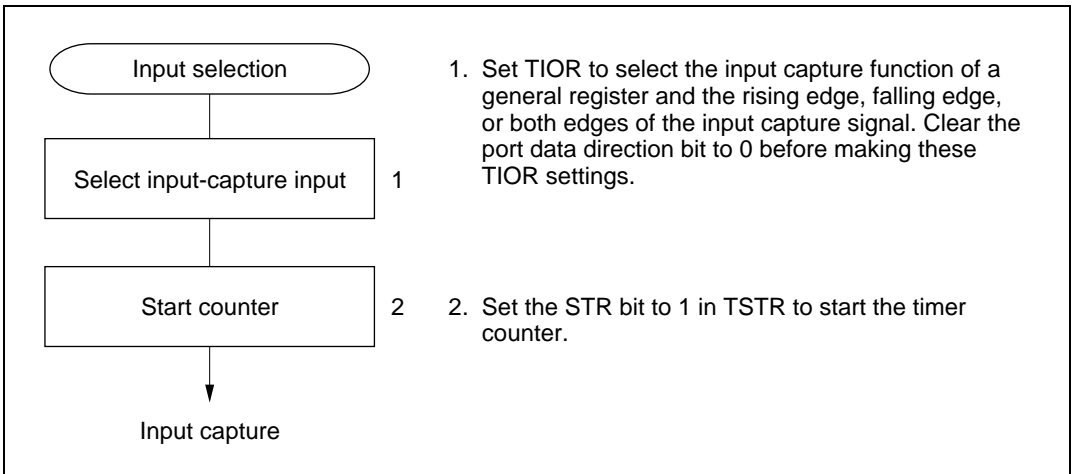 Input selection
Select input-capture input
1
Start counter
2
Input capture
1. Set TIOR to select the input capture function of a
general register and the rising edge, falling edge,
or both edges of the input capture signal. Clear the
port data direction bit to 0 before making these
TIOR settings.
2. Set the STR bit to 1 in TSTR to start the timer
counter.